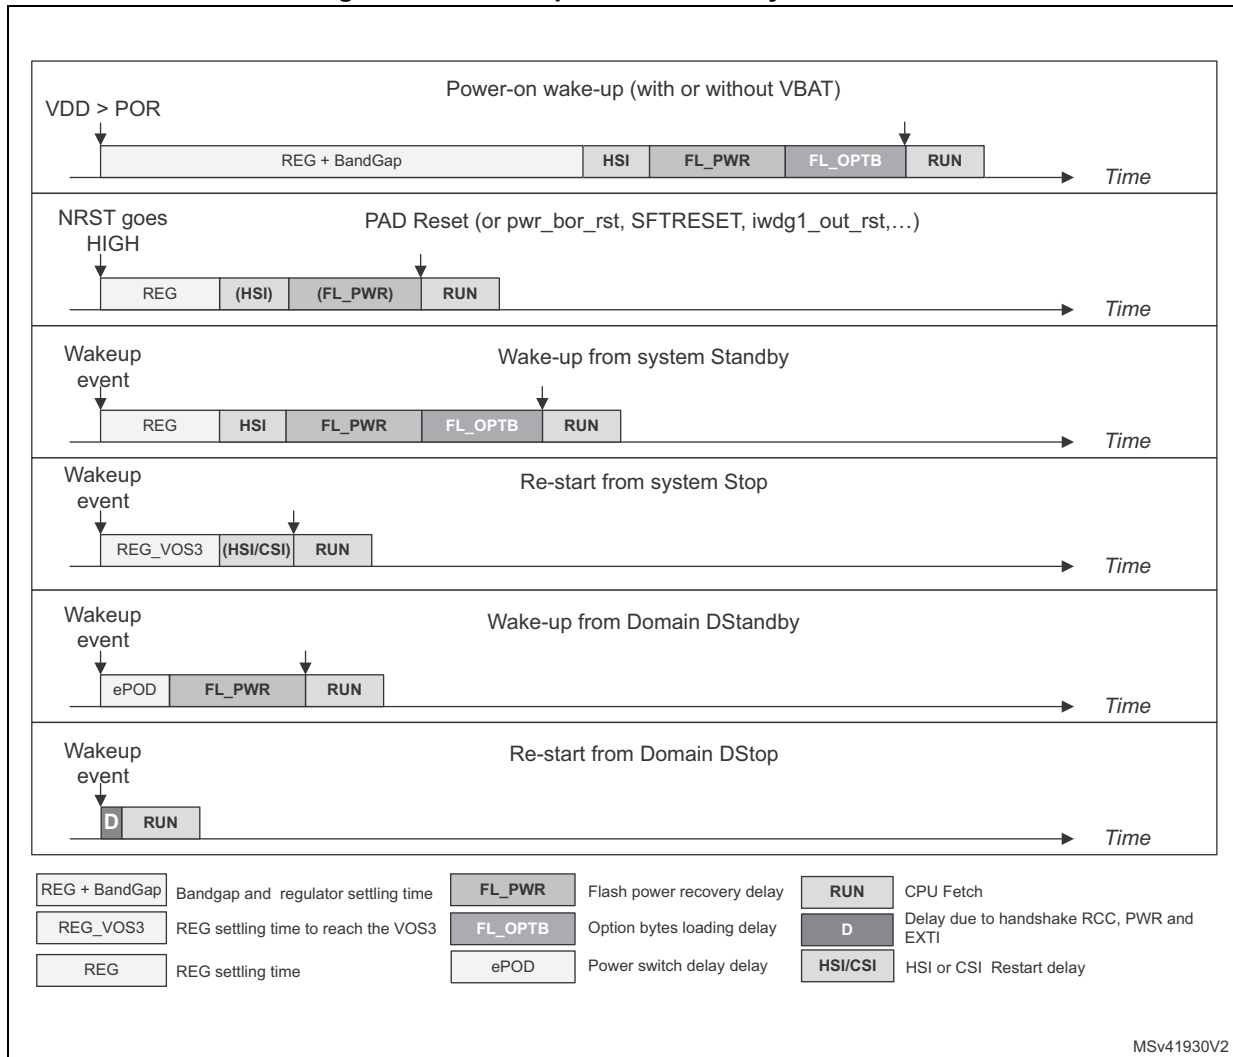 Power-on wake-up (with or without VBAT)
VDD > POR
REG + BandGap HSI FL_PWR FL_OPTB RUN
Time
NRST goes
HIGH
PAD Reset (or pwr_bor_rst, SFTRESET, iwdg1_out_rst,…)
REG (HSI) (FL_PWR) RUN
Time
Wakeup
event
Wake-up from system Standby
REG HSI FL_PWR FL_OPTB RUN
Time
Wakeup
event
Re-start from system Stop
REG_VOS3 (HSI/CSI) RUN
Time
Wakeup
event
Wake-up from Domain DStandby
ePOD FL_PWR RUN
Time
Wakeup
event
Re-start from Domain DStop
D RUN
Time
REG + BandGap Bandgap and regulator settling time
FL_PWR Flash power recovery delay
RUN CPU Fetch
REG_VOS3 REG settling time to reach the VOS3
FL_OPTB Option bytes loading delay
D Delay due to handshake RCC, PWR and
EXTI
REG REG settling time
ePOD Power switch delay delay
HSI/CSI HSI or CSI Restart delay
MSv41930V2